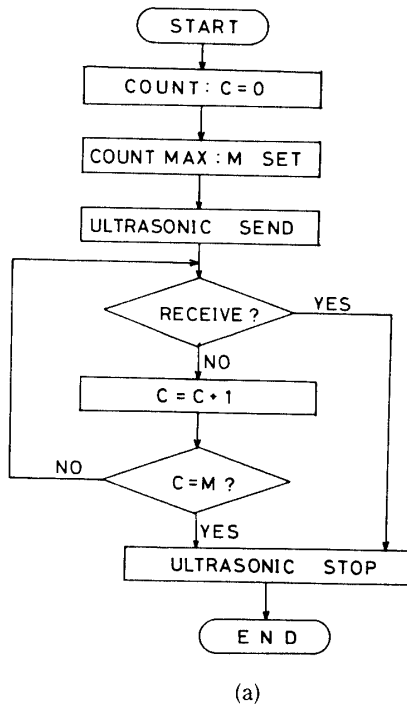 START
COUNT: C=0
COUNT MAX: M SET
ULTRASONIC SEND
RECEIVE?
YES
NO
C=C+1
C=M?
NO
YES
ULTRASONIC STOP
END
(a)